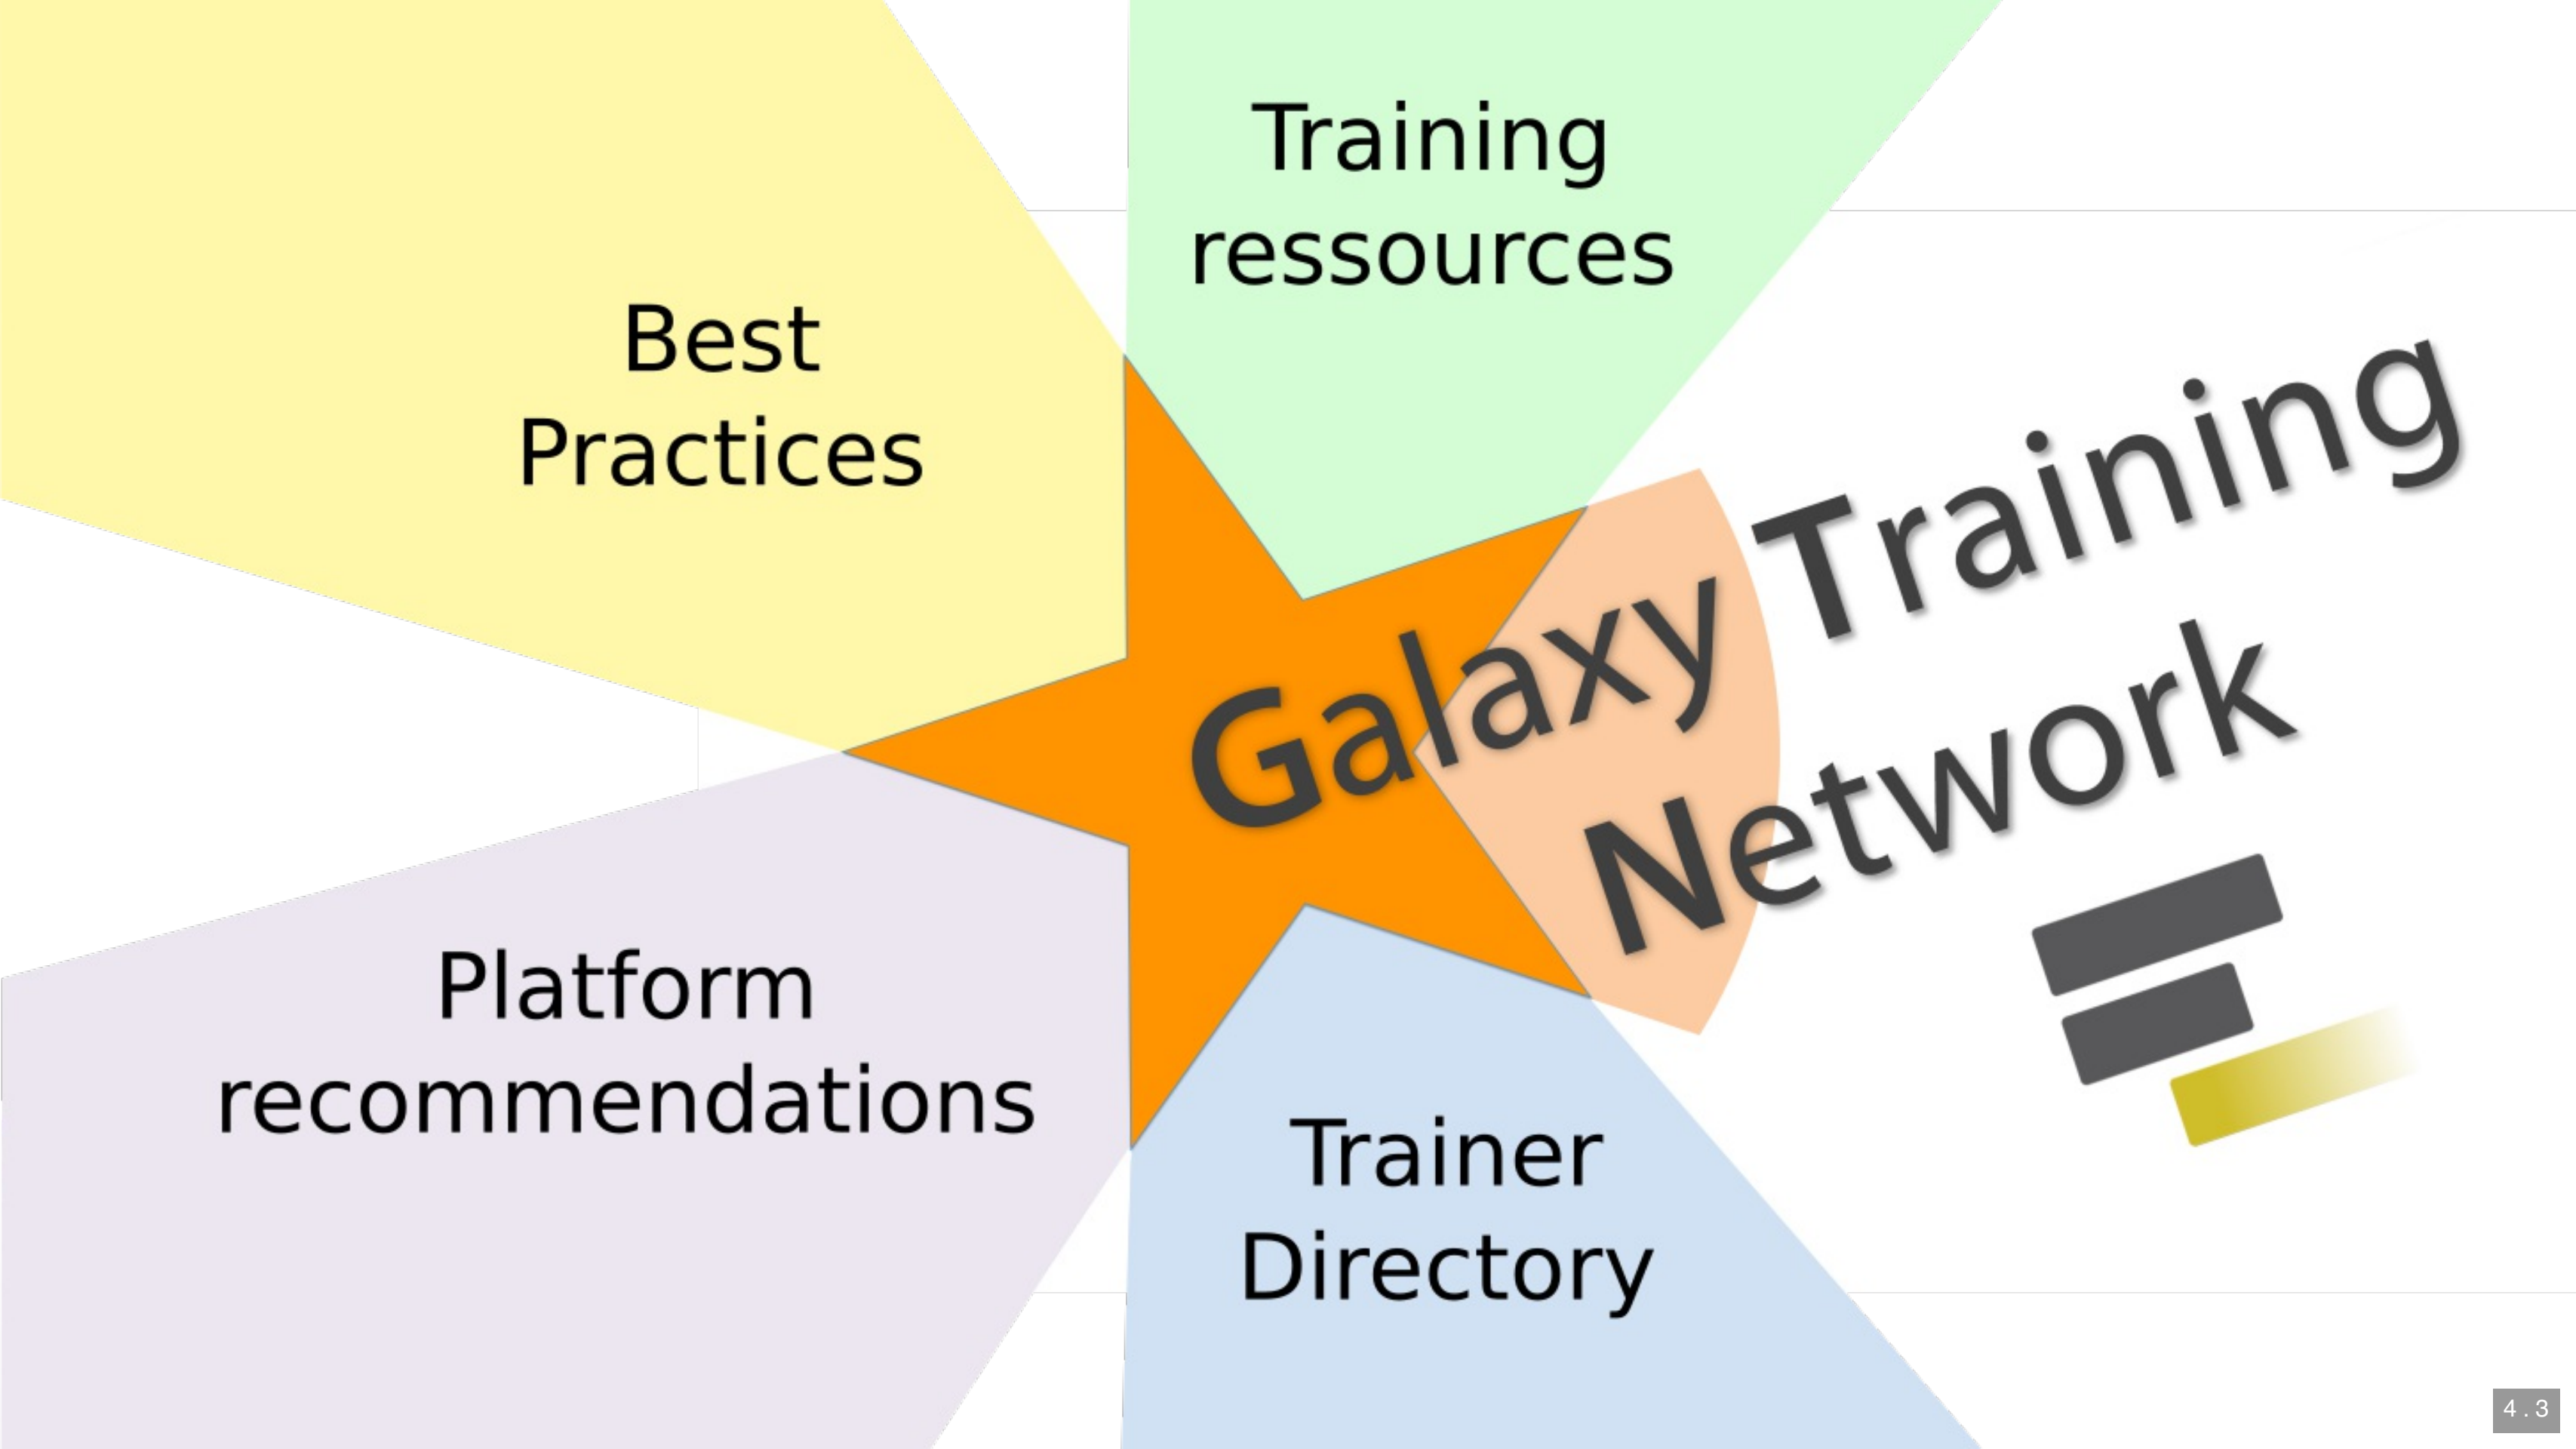 Training
ressources
Best
Practices
Galaxy Training
Network
Platform
recommendations
Trainer
Directory
4.3